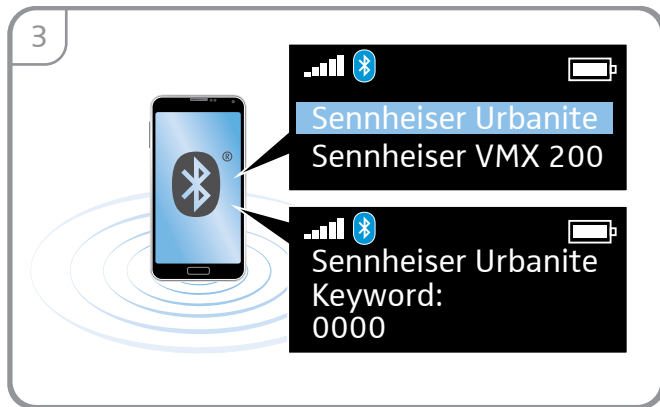 3
Sennheiser Urbanite
Sennheiser VMX 200
®
Sennheiser Urbanite
Keyword:
0000